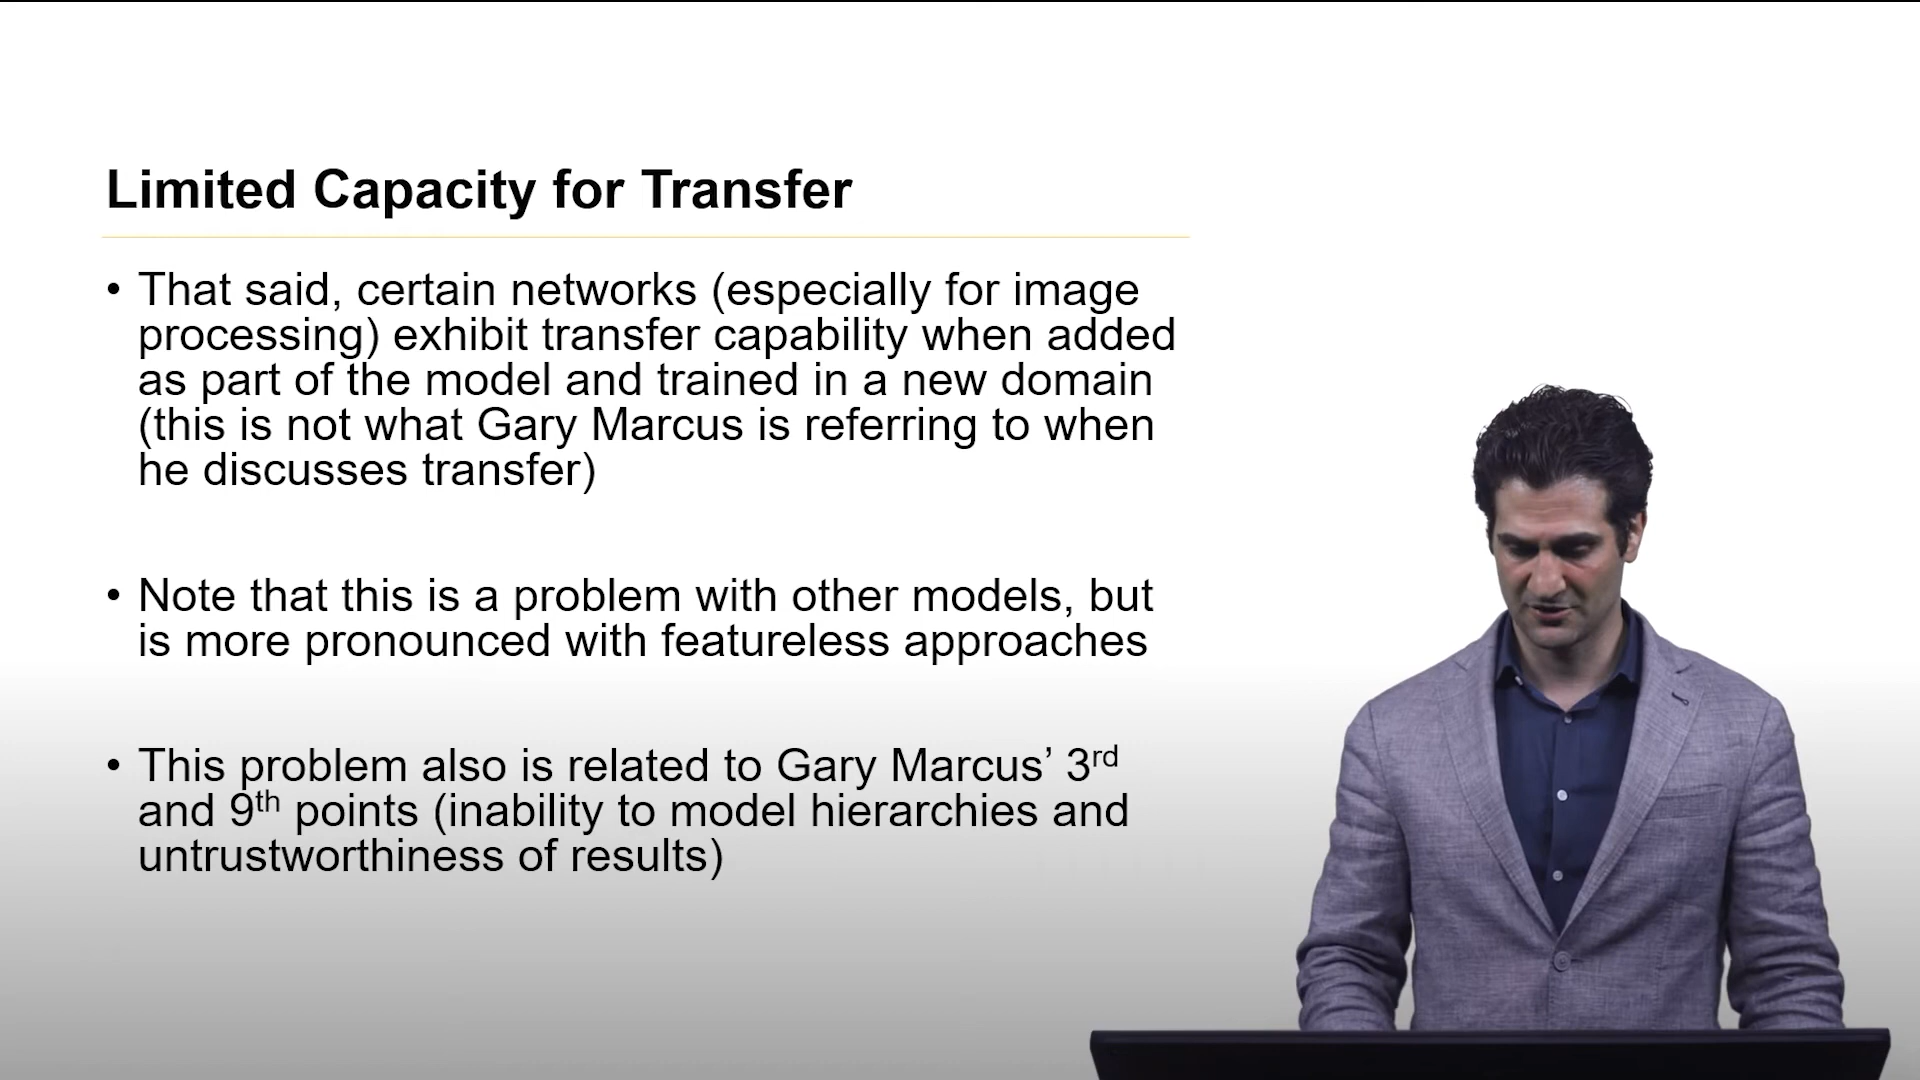 Limited Capacity for Transfer
• That said, certain networks (especially for image
processing) exhibit transfer capability when added
as part of the model and trained in a new domain
(this is not what Gary Marcus is referring to when
he discusses transfer)
• Note that this is a problem with other models, but
is more pronounced with featureless approaches
• This problem also is related to Gary Marcus’ 3rd
and 9th points (inability to model hierarchies and
untrustworthiness of results)